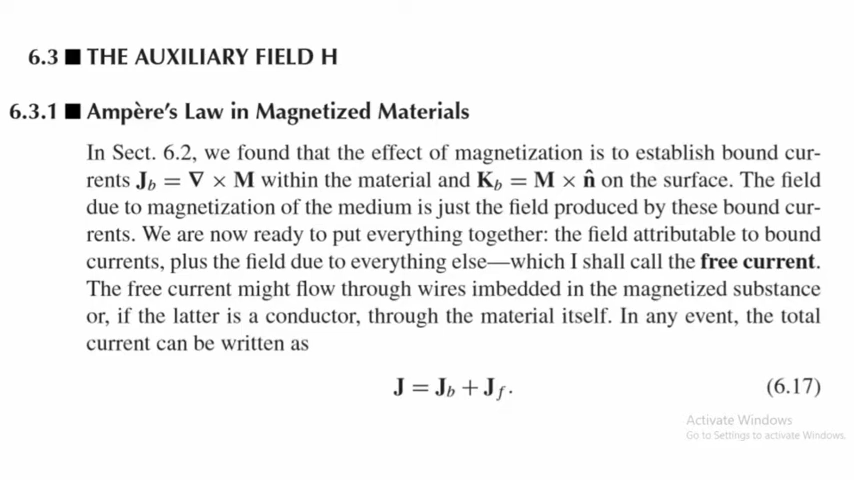 6.3 ■ THE AUXILIARY FIELD H
6.3.1 ■ Ampère's Law in Magnetized Materials
In Sect. 6.2, we found that the effect of magnetization is to establish bound cur-
rents J_b = ∇ × M within the material and K_b = M × n̂ on the surface. The field
due to magnetization of the medium is just the field produced by these bound cur-
rents. We are now ready to put everything together: the field attributable to bound
currents, plus the field due to everything else—which I shall call the free current.
The free current might flow through wires imbedded in the magnetized substance
or, if the latter is a conductor, through the material itself. In any event, the total
current can be written as
J = J_b + J_f. (6.17)
Activate Windows
Go to Settings to activate Windows.